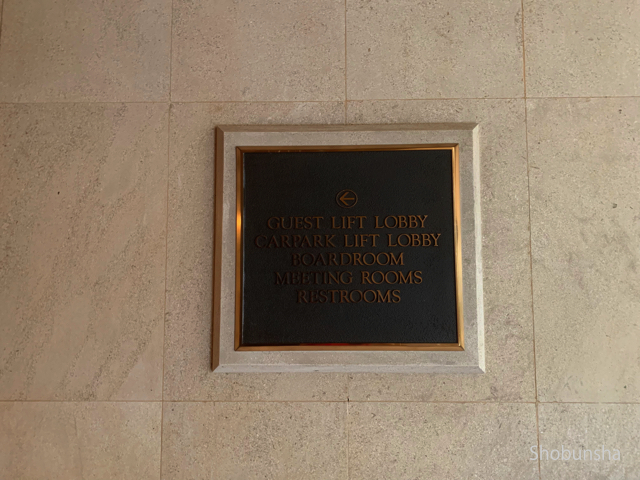 GUEST LIFT LOBBY
CARPARK LIFT LOBBY
BOARDROOM
MEETING ROOMS
RESTROOMS
Shobunsha